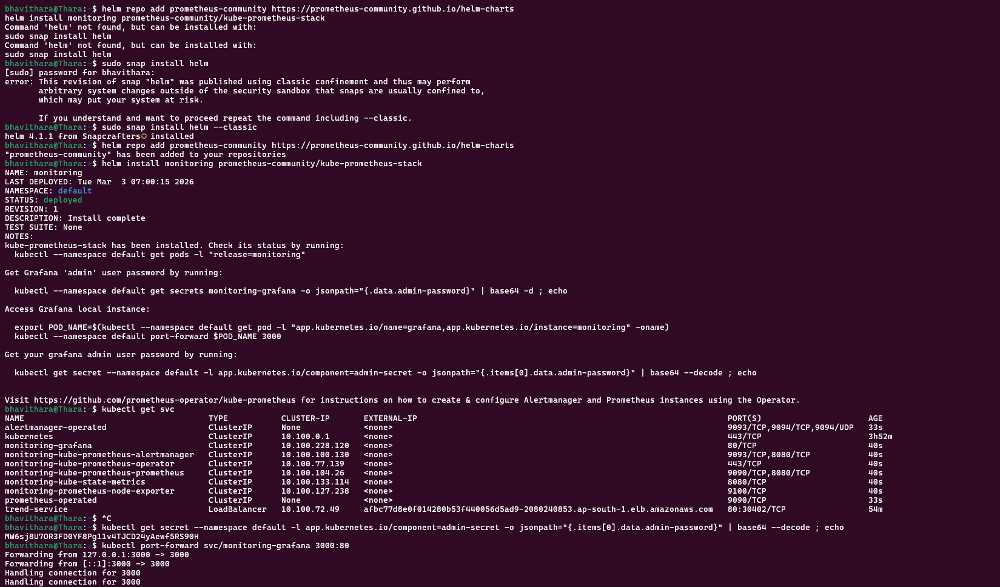 bhavithara@Thara:~$ helm repo add prometheus-community https://prometheus-community.github.io/helm-charts
helm install monitoring prometheus-community/kube-prometheus-stack
Command 'helm' not found, but can be installed with:
sudo snap install helm
Command 'helm' not found, but can be installed with:
sudo snap install helm
bhavithara@Thara:~$ sudo snap install helm
[sudo] password for bhavithara:
error: This revision of snap "helm" was published using classic confinement and thus may perform
       arbitrary system changes outside of the security sandbox that snaps are usually confined to,
       which may put your system at risk.

       If you understand and want to proceed repeat the command including --classic.
bhavithara@Thara:~$ sudo snap install helm --classic
helm 4.1.1 from Snapcrafters✪ installed
bhavithara@Thara:~$ helm repo add prometheus-community https://prometheus-community.github.io/helm-charts
"prometheus-community" has been added to your repositories
bhavithara@Thara:~$ helm install monitoring prometheus-community/kube-prometheus-stack
NAME: monitoring
LAST DEPLOYED: Tue Mar  3 07:00:15 2026
NAMESPACE: default
STATUS: deployed
REVISION: 1
DESCRIPTION: Install complete
TEST SUITE: None
NOTES:
kube-prometheus-stack has been installed. Check its status by running:
  kubectl --namespace default get pods -l "release=monitoring"

Get Grafana 'admin' user password by running:

  kubectl --namespace default get secrets monitoring-grafana -o jsonpath="{.data.admin-password}" | base64 -d ; echo

Access Grafana local instance:

  export POD_NAME=$(kubectl --namespace default get pod -l "app.kubernetes.io/name=grafana,app.kubernetes.io/instance=monitoring" -oname)
  kubectl --namespace default port-forward $POD_NAME 3000

Get your grafana admin user password by running:

  kubectl get secret --namespace default -l app.kubernetes.io/component=admin-secret -o jsonpath="{.items[0].data.admin-password}" | base64 --decode ; echo


Visit https://github.com/prometheus-operator/kube-prometheus for instructions on how to create & configure Alertmanager and Prometheus instances using the Operator.
bhavithara@Thara:~$ kubectl get svc
NAME                                      TYPE           CLUSTER-IP       EXTERNAL-IP                                                                PORT(S)                      AGE
alertmanager-operated                     ClusterIP      None             <none>                                                                     9093/TCP,9094/TCP,9094/UDP   33s
kubernetes                                ClusterIP      10.100.0.1       <none>                                                                     443/TCP                      3h52m
monitoring-grafana                        ClusterIP      10.100.228.120   <none>                                                                     80/TCP                       40s
monitoring-kube-prometheus-alertmanager   ClusterIP      10.100.100.130   <none>                                                                     9093/TCP,8080/TCP            40s
monitoring-kube-prometheus-operator       ClusterIP      10.100.77.139    <none>                                                                     443/TCP                      40s
monitoring-kube-prometheus-prometheus     ClusterIP      10.100.104.26    <none>                                                                     9090/TCP,8080/TCP            40s
monitoring-kube-state-metrics             ClusterIP      10.100.133.114   <none>                                                                     8080/TCP                     40s
monitoring-prometheus-node-exporter       ClusterIP      10.100.127.238   <none>                                                                     9100/TCP                     40s
prometheus-operated                       ClusterIP      None             <none>                                                                     9090/TCP                     33s
trend-service                             LoadBalancer   10.100.72.49     afbc77d8e0f014280b53f440056d5ad9-2080240853.ap-south-1.elb.amazonaws.com   80:30402/TCP                 54m
bhavithara@Thara:~$ ^C
bhavithara@Thara:~$ kubectl get secret --namespace default -l app.kubernetes.io/component=admin-secret -o jsonpath="{.items[0].data.admin-password}" | base64 --decode ; echo
MW6sj8U7OR3FD0YF8Pg11v4TJCD24yAewf5RS90H
bhavithara@Thara:~$ kubectl port-forward svc/monitoring-grafana 3000:80
Forwarding from 127.0.0.1:3000 -> 3000
Forwarding from [::1]:3000 -> 3000
Handling connection for 3000
Handling connection for 3000